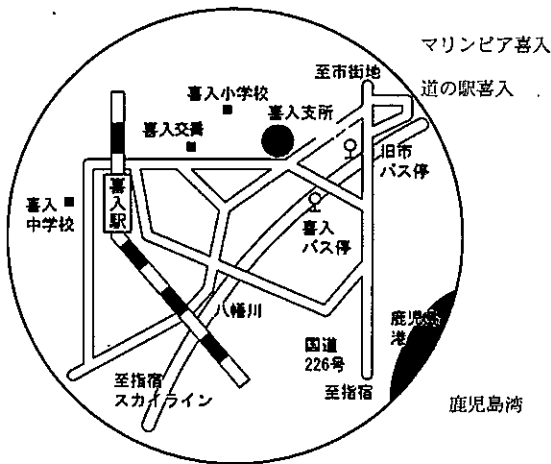 マリンピア喜入
至市街地
道の駅喜入
喜入小学校
喜入支所
喜入交番
旧市
バス停
喜入駅
喜入
中学校
喜入
バス停
八幡川
鹿児島
港
国道
226号
至指宿
スカイライン
至指宿
鹿児島湾